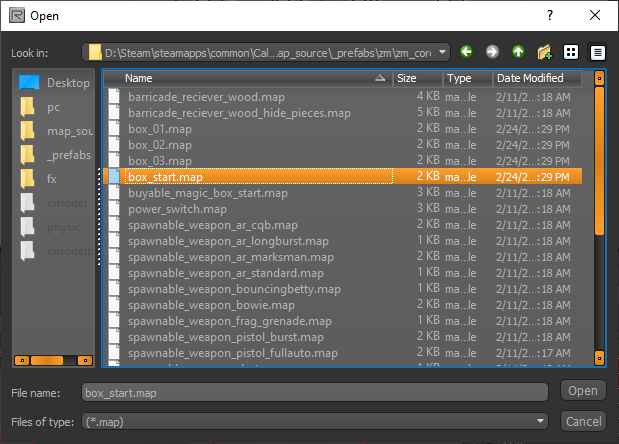 Open
Look in: D:\Steam\steamapps\common\Cal...ap_source\_prefabs\zm\zm_core
Desktop
pc
map_sou
_prefabs
fx
xmodel
physic
xmodelp
Name Size Type Date Modified
barricade_reciever_wood.map 4 KB ma...le 2/11/2...:18 AM
barricade_reciever_wood_hide_pieces.map 5 KB ma...le 2/11/2...:18 AM
box_01.map 2 KB ma...le 2/24/2...:29 PM
box_02.map 2 KB ma...le 2/24/2...:29 PM
box_03.map 2 KB ma...le 2/24/2...:29 PM
box_start.map 2 KB ma...le 2/24/2...:29 PM
buyable_magic_box_start.map 3 KB ma...le 2/11/2...:18 AM
power_switch.map 3 KB ma...le 2/11/2...:18 AM
spawnable_weapon_ar_cqb.map 2 KB ma...le 2/11/2...:18 AM
spawnable_weapon_ar_longburst.map 1 KB ma...le 2/11/2...:18 AM
spawnable_weapon_ar_marksman.map 2 KB ma...le 2/11/2...:18 AM
spawnable_weapon_ar_standard.map 1 KB ma...le 2/11/2...:18 AM
spawnable_weapon_bouncingbetty.map 2 KB ma...le 2/11/2...:18 AM
spawnable_weapon_bowie.map 2 KB ma...le 2/11/2...:18 AM
spawnable_weapon_frag_grenade.map 1 KB ma...le 2/11/2...:18 AM
spawnable_weapon_pistol_burst.map 2 KB ma...le 2/11/2...:18 AM
spawnable_weapon_pistol_fullauto.map 2 KB ma...le 2/11/2...:17 AM
File name: box_start.map Open
Files of type: (*.map) Cancel